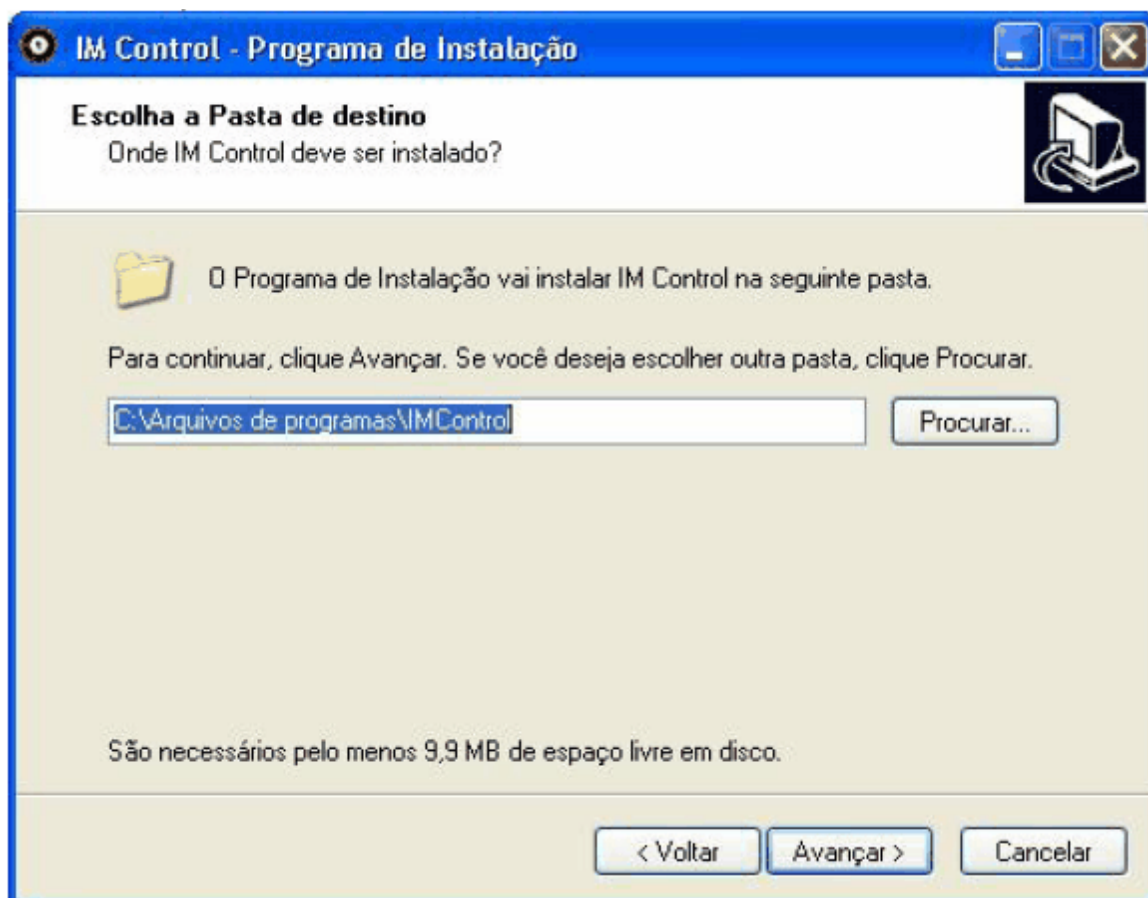 IM Control - Programa de Instalação
Escolha a Pasta de destino
Onde IM Control deve ser instalado?
O Programa de Instalação vai instalar IM Control na seguinte pasta.
Para continuar, clique Avançar. Se você deseja escolher outra pasta, clique Procurar.
C:\Arquivos de programas\IMControl
Procurar...
São necessários pelo menos 9,9 MB de espaço livre em disco.
< Voltar
Avançar >
Cancelar